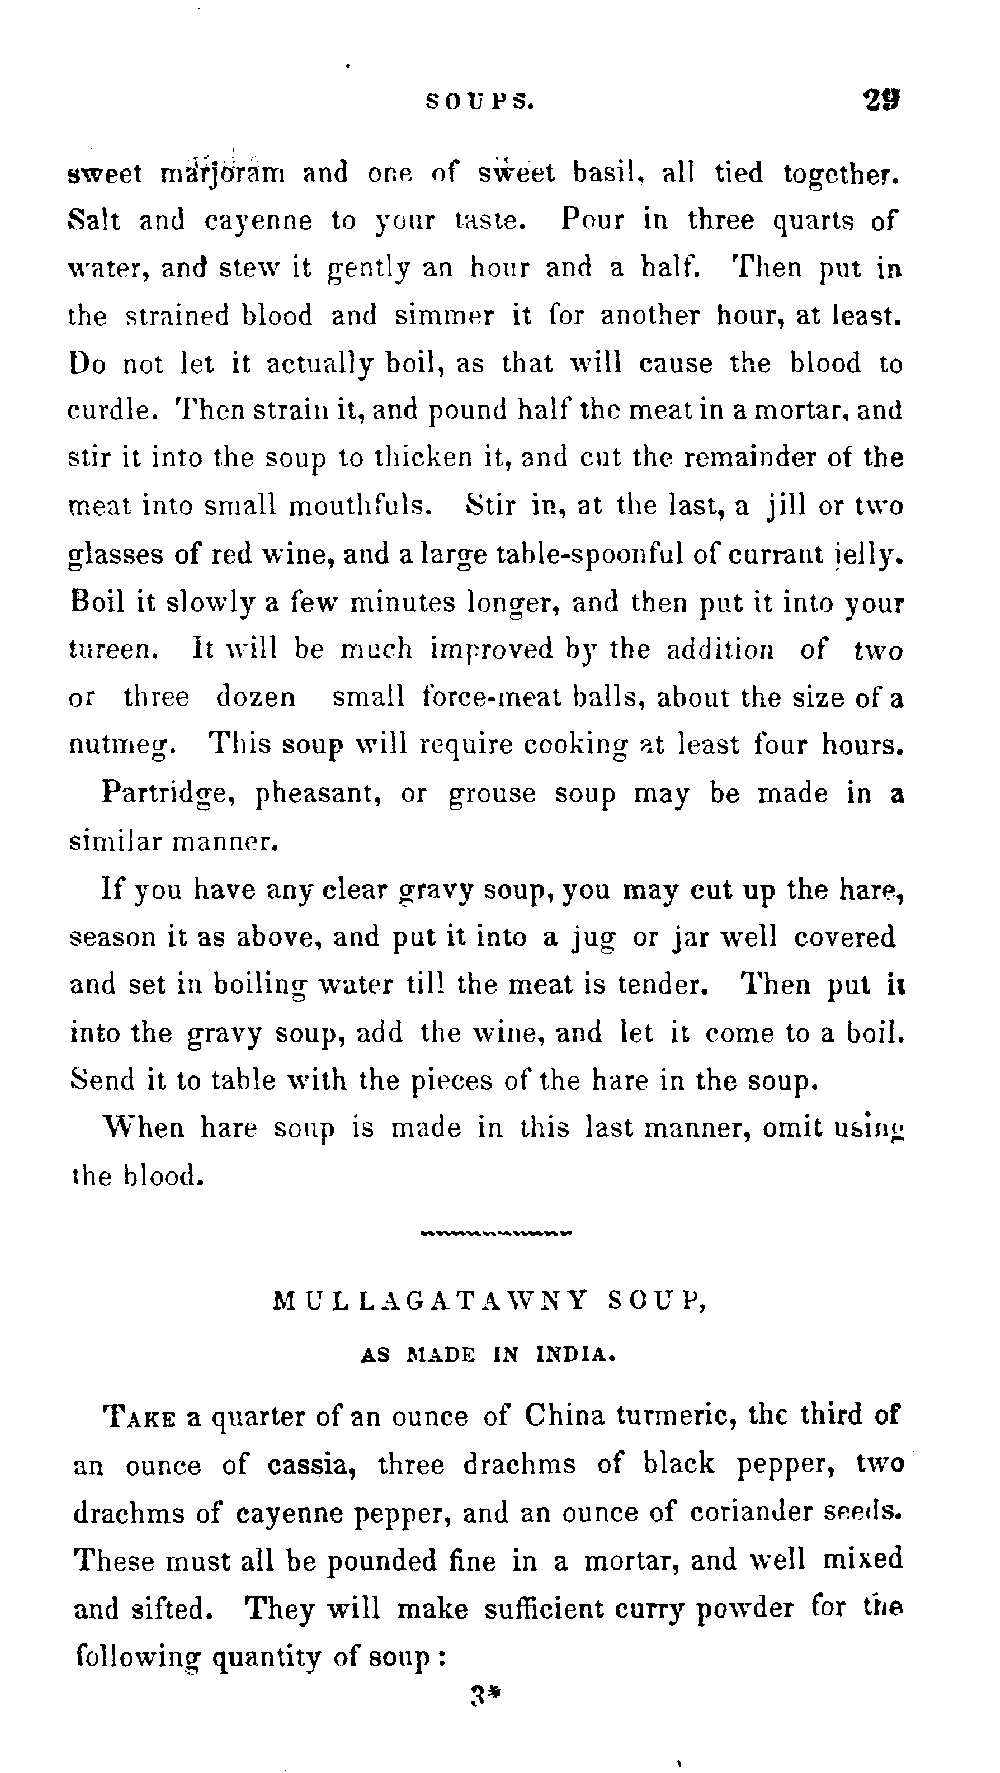 SOUPS. 29
sweet marjoram and one of sweet basil, all tied together.
Salt and cayenne to your taste. Pour in three quarts of
water, and stew it gently an hour and a half. Then put in
the strained blood and simmer it for another hour, at least.
Do not let it actually boil, as that will cause the blood to
curdle. Then strain it, and pound half the meat in a mortar, and
stir it into the soup to thicken it, and cut the remainder of the
meat into small mouthfuls. Stir in, at the last, a jill or two
glasses of red wine, and a large table-spoonful of currant jelly.
Boil it slowly a few minutes longer, and then put it into your
tureen. It will be much improved by the addition of two
or three dozen small force-meat balls, about the size of a
nutmeg. This soup will require cooking at least four hours.
Partridge, pheasant, or grouse soup may be made in a
similar manner.
If you have any clear gravy soup, you may cut up the hare,
season it as above, and put it into a jug or jar well covered
and set in boiling water till the meat is tender. Then put it
into the gravy soup, add the wine, and let it come to a boil.
Send it to table with the pieces of the hare in the soup.
When hare soup is made in this last manner, omit using
the blood.
MULLAGATAWNY SOUP,
AS MADE IN INDIA.
TAKE a quarter of an ounce of China turmeric, the third of
an ounce of cassia, three drachms of black pepper, two
drachms of cayenne pepper, and an ounce of coriander seeds.
These must all be pounded fine in a mortar, and well mixed
and sifted. They will make sufficient curry powder for the
following quantity of soup :
3*